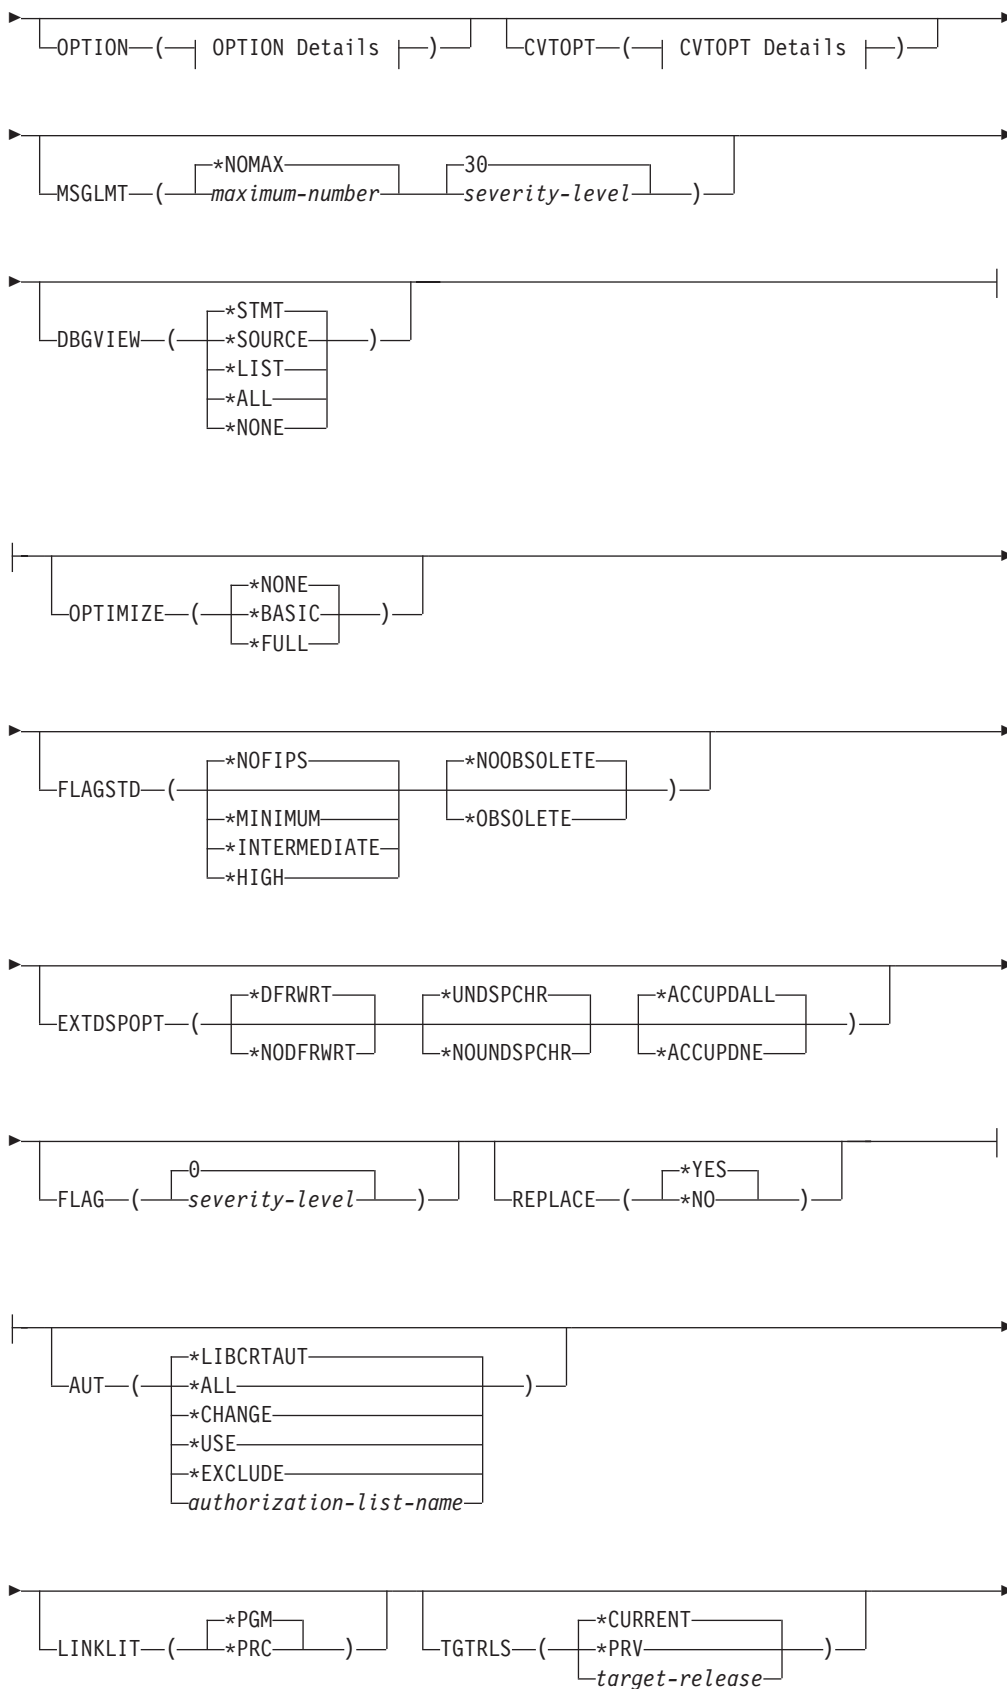 OPTION ( OPTION Details ) CVTOPT ( CVTOPT Details )
*NOMAX 30
MSGLMT ( maximum-number severity-level )
*STMT
DBGVIEW ( *SOURCE )
*LIST
*ALL
*NONE
*NONE
OPTIMIZE ( *BASIC )
*FULL
*NOFIPS *NOOBSOLETE
FLAGSTD ( )
*MINIMUM *OBSOLETE
*INTERMEDIATE
*HIGH
*DFRWRT *UNDSPCHR *ACCUPDALL
EXTDSPOPT ( )
*NODFRWRT *NOUNDSPCHR *ACCUPDNE
0 *YES
FLAG ( severity-level ) REPLACE ( *NO )
*LIBCRTAUT
AUT ( *ALL )
*CHANGE
*USE
*EXCLUDE
authorization-list-name
*PGM *CURRENT
LINKLIT ( *PRC ) TGTRLS ( *PRV )
target-release